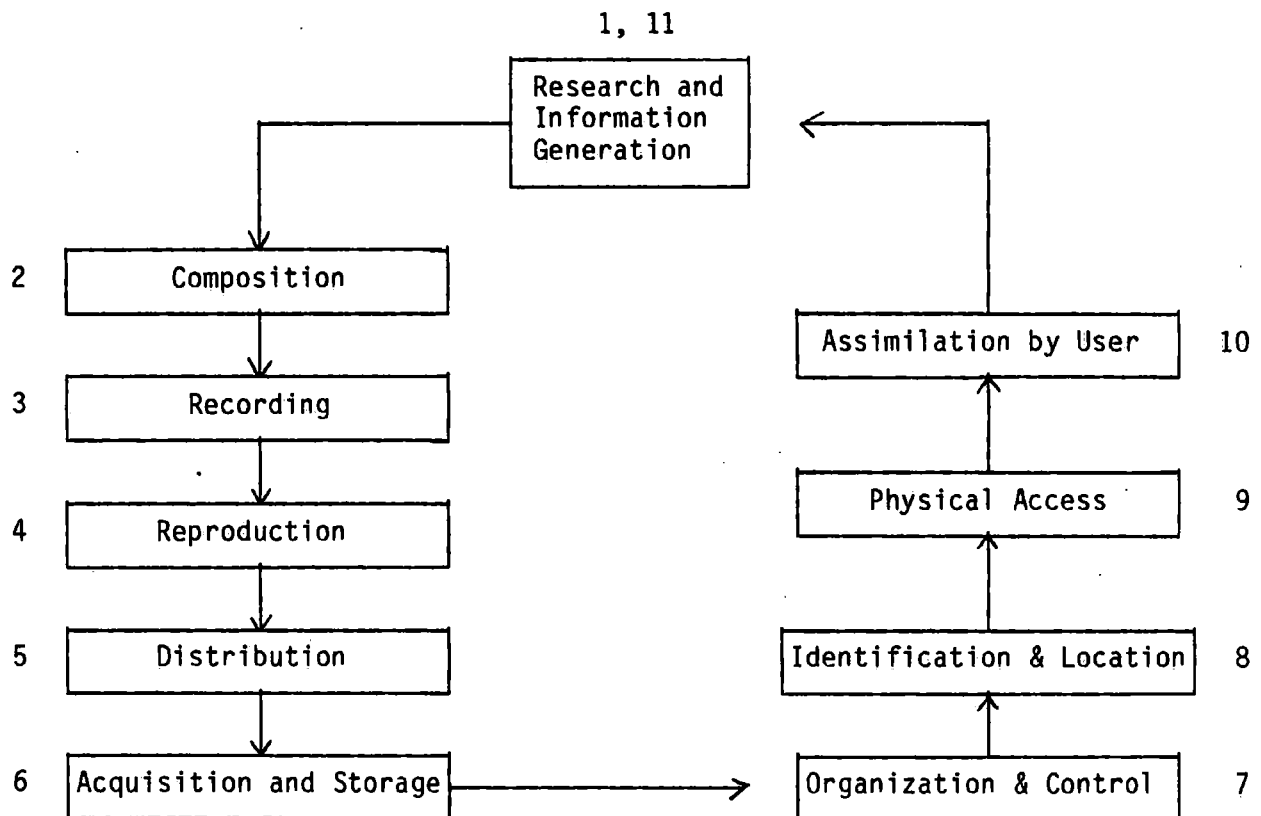 1, 11
Research and
Information
Generation
2
Composition
3
Recording
4
Reproduction
5
Distribution
6
Acquisition and Storage
Organization & Control
7
Identification & Location
8
Physical Access
9
Assimilation by User
10